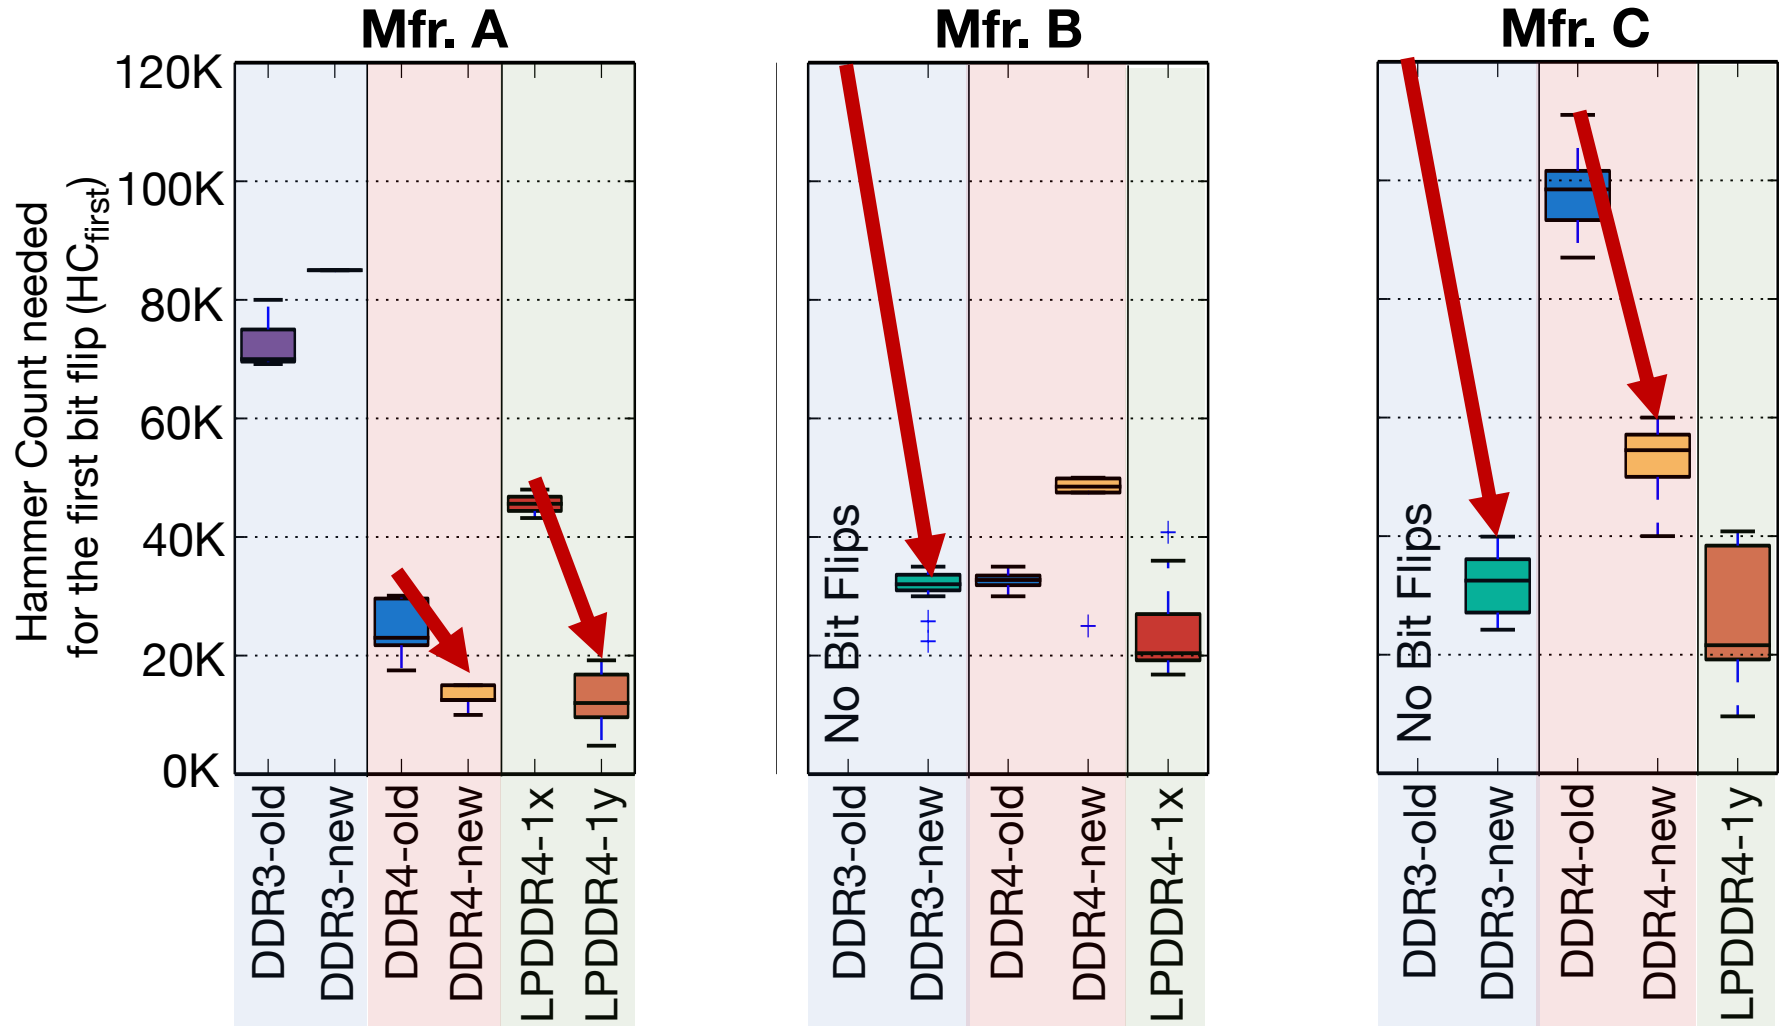 Mfr. A
Mfr. B
Mfr. C
Hammer Count needed
for the first bit flip (HCfirst)
120K
100K
80K
60K
40K
20K
0K
No Bit Flips
No Bit Flips
DDR3-old
DDR3-new
DDR4-old
DDR4-new
LPDDR4-1x
LPDDR4-1y
DDR3-old
DDR3-new
DDR4-old
DDR4-new
LPDDR4-1x
DDR3-old
DDR3-new
DDR4-old
DDR4-new
LPDDR4-1y